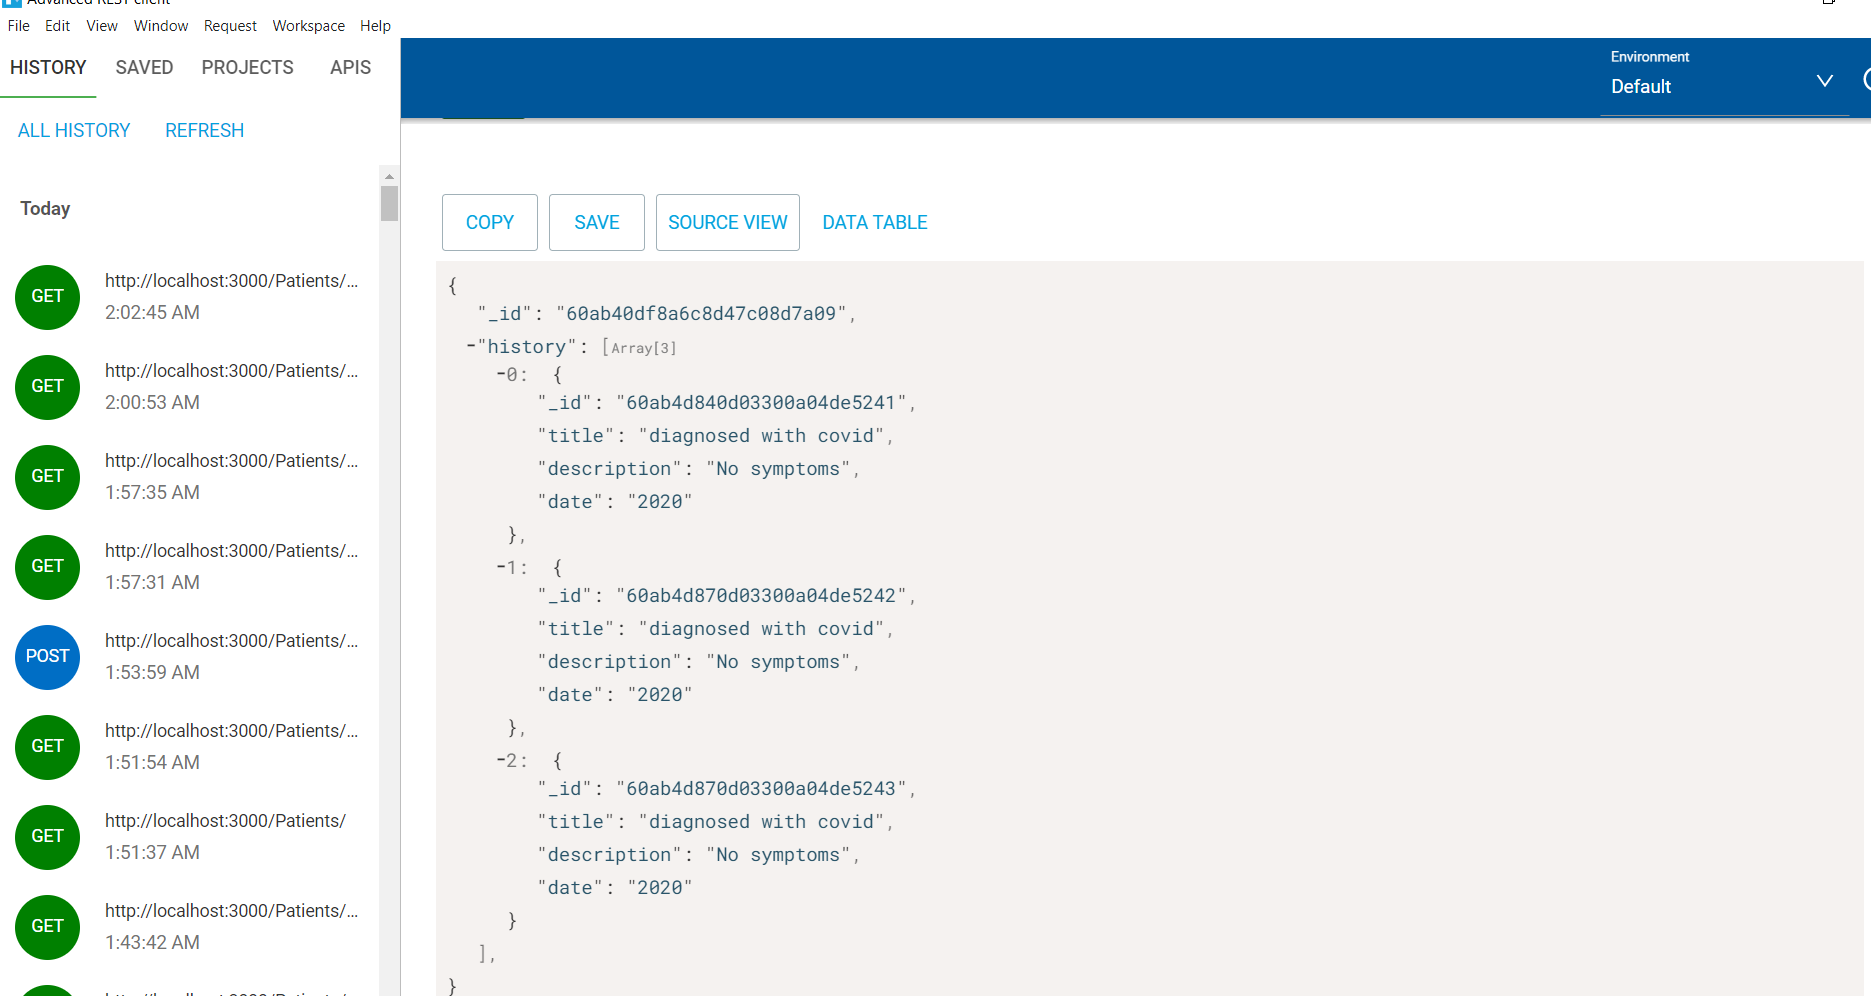 Advanced REST client
File Edit View Window Request Workspace Help
HISTORY SAVED PROJECTS APIS
ALL HISTORY REFRESH
Today
GET http://localhost:3000/Patients/...
2:02:45 AM
GET http://localhost:3000/Patients/...
2:00:53 AM
GET http://localhost:3000/Patients/...
1:57:35 AM
GET http://localhost:3000/Patients/...
1:57:31 AM
POST http://localhost:3000/Patients/...
1:53:59 AM
GET http://localhost:3000/Patients/...
1:51:54 AM
GET http://localhost:3000/Patients/
1:51:37 AM
GET http://localhost:3000/Patients/...
1:43:42 AM
Environment
Default
COPY SAVE SOURCE VIEW DATA TABLE
{
"_id": "60ab40df8a6c8d47c08d7a09",
-"history": [Array[3]
-0: {
"_id": "60ab4d840d03300a04de5241",
"title": "diagnosed with covid",
"description": "No symptoms",
"date": "2020"
},
-1: {
"_id": "60ab4d870d03300a04de5242",
"title": "diagnosed with covid",
"description": "No symptoms",
"date": "2020"
},
-2: {
"_id": "60ab4d870d03300a04de5243",
"title": "diagnosed with covid",
"description": "No symptoms",
"date": "2020"
}
],
}